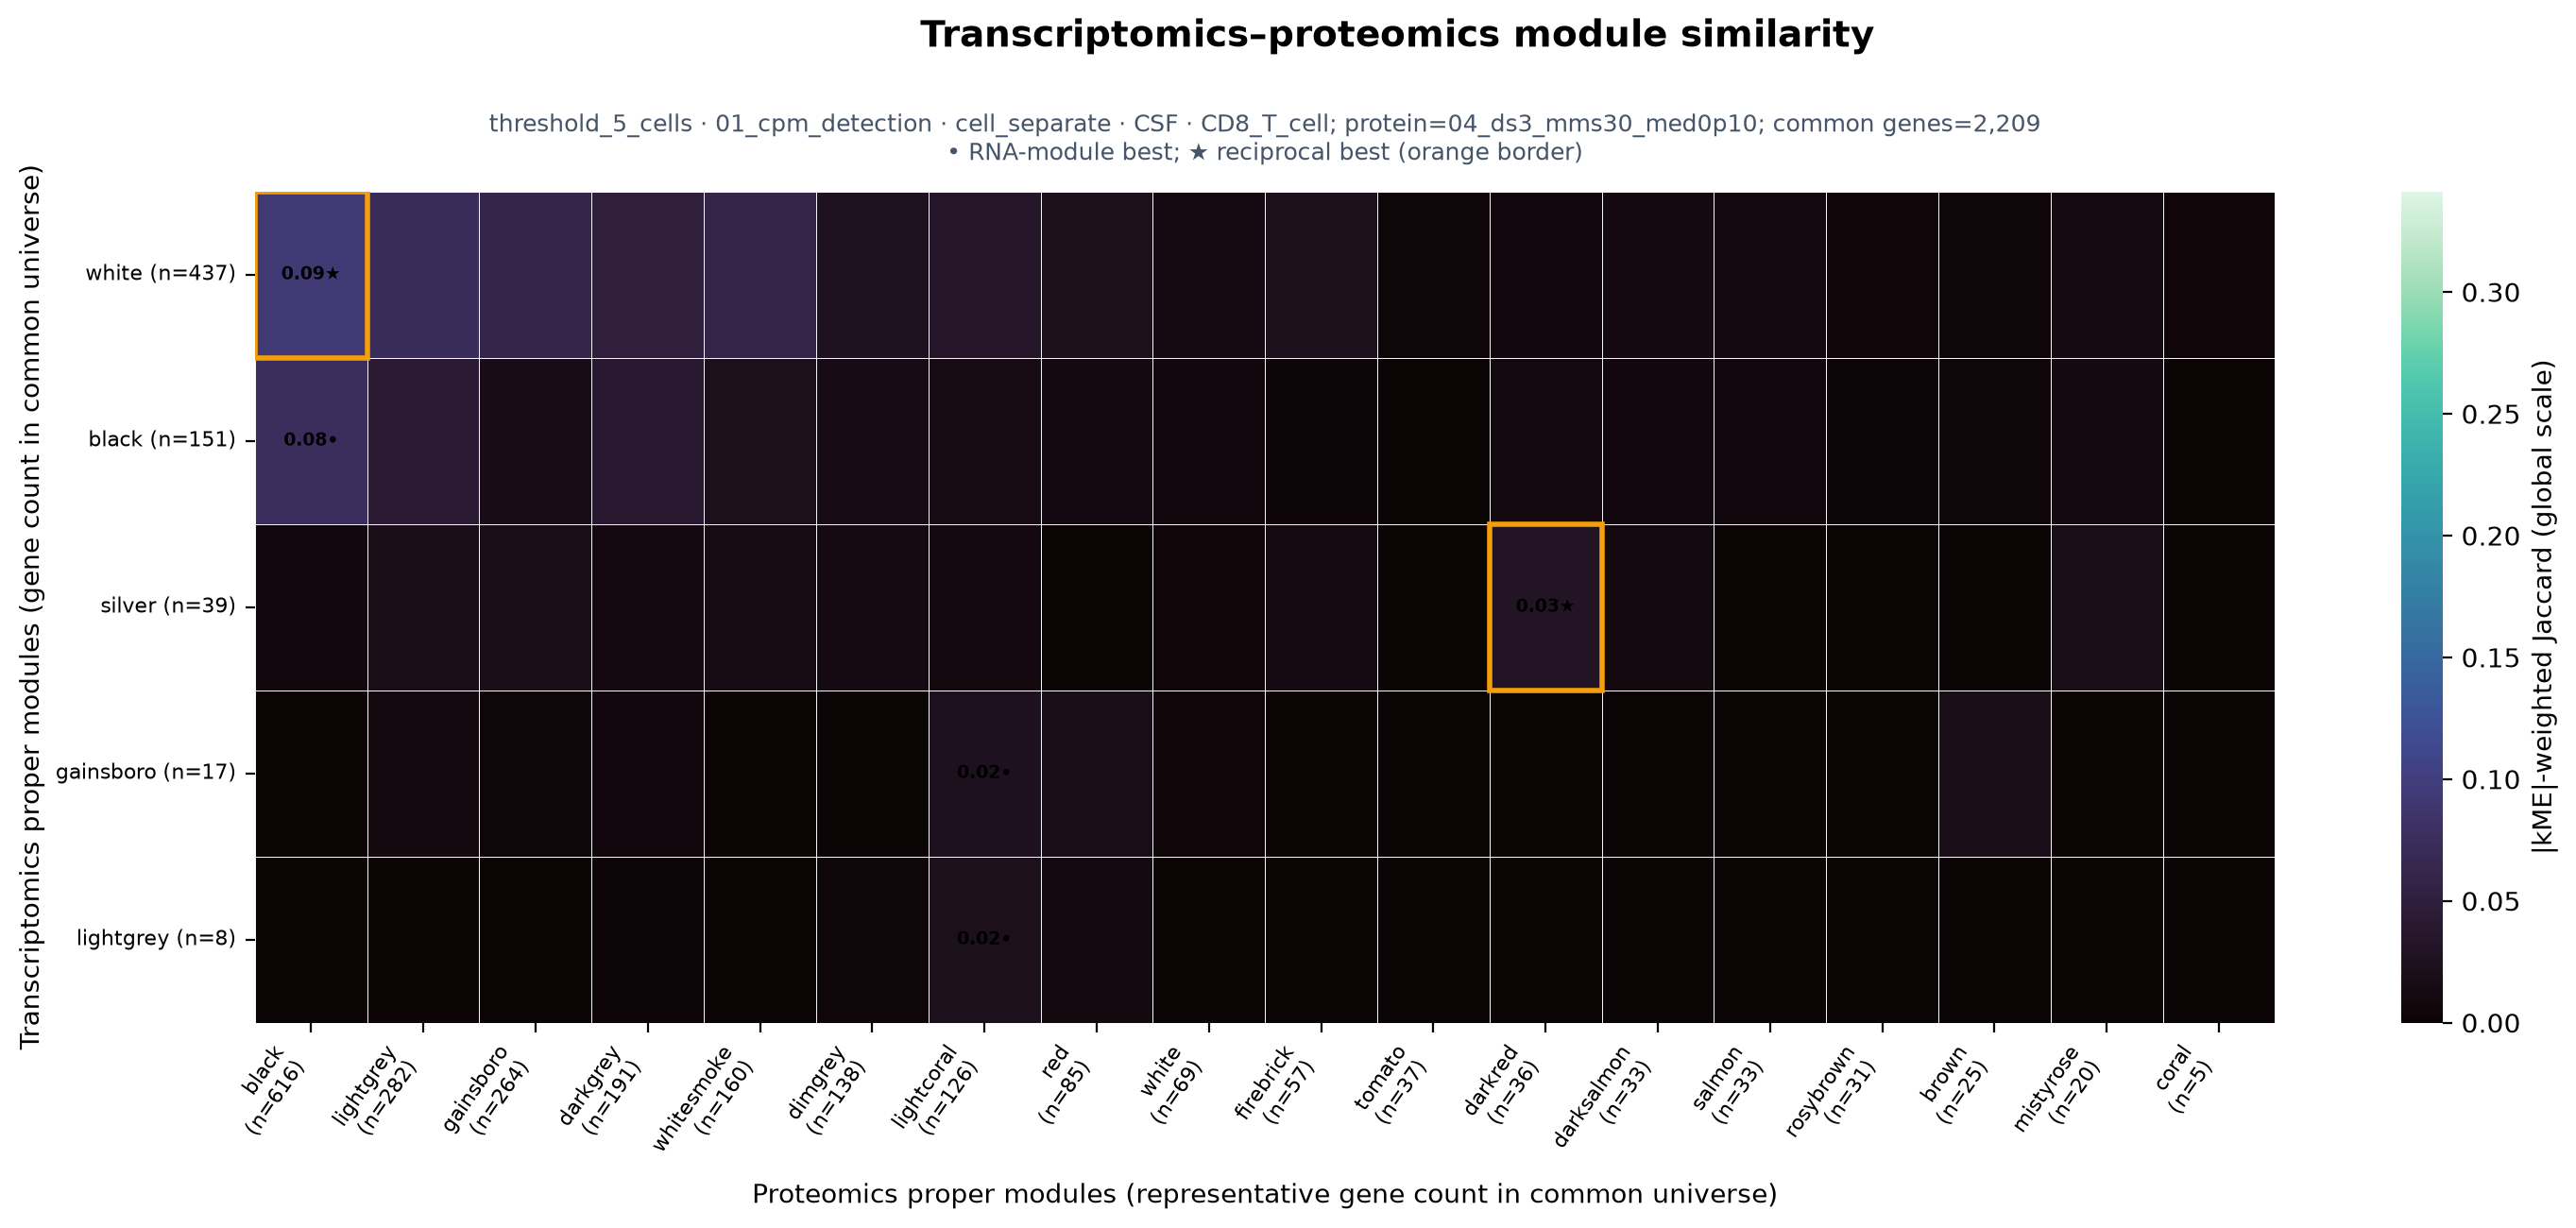 Transcriptomics–proteomics module similarity
threshold_5_cells · 01_cpm_detection · cell_separate · CSF · CD8_T_cell; protein=04_ds3_mms30_med0p10; common genes=2,209
• RNA-module best; ★ reciprocal best (orange border)
Transcriptomics proper modules (gene count in common universe)
white (n=437)
black (n=151)
silver (n=39)
gainsboro (n=17)
lightgrey (n=8)
0.09★
0.08•
0.03★
0.02•
0.02•
black
(n=616)
lightgrey
(n=282)
gainsboro
(n=264)
darkgrey
(n=191)
whitesmoke
(n=160)
dimgrey
(n=138)
lightcoral
(n=126)
red
(n=85)
white
(n=69)
firebrick
(n=57)
tomato
(n=37)
darkred
(n=36)
darksalmon
(n=33)
salmon
(n=33)
rosybrown
(n=31)
brown
(n=25)
mistyrose
(n=20)
coral
(n=5)
Proteomics proper modules (representative gene count in common universe)
0.30
0.25
0.20
0.15
0.10
0.05
0.00
|kME|-weighted Jaccard (global scale)